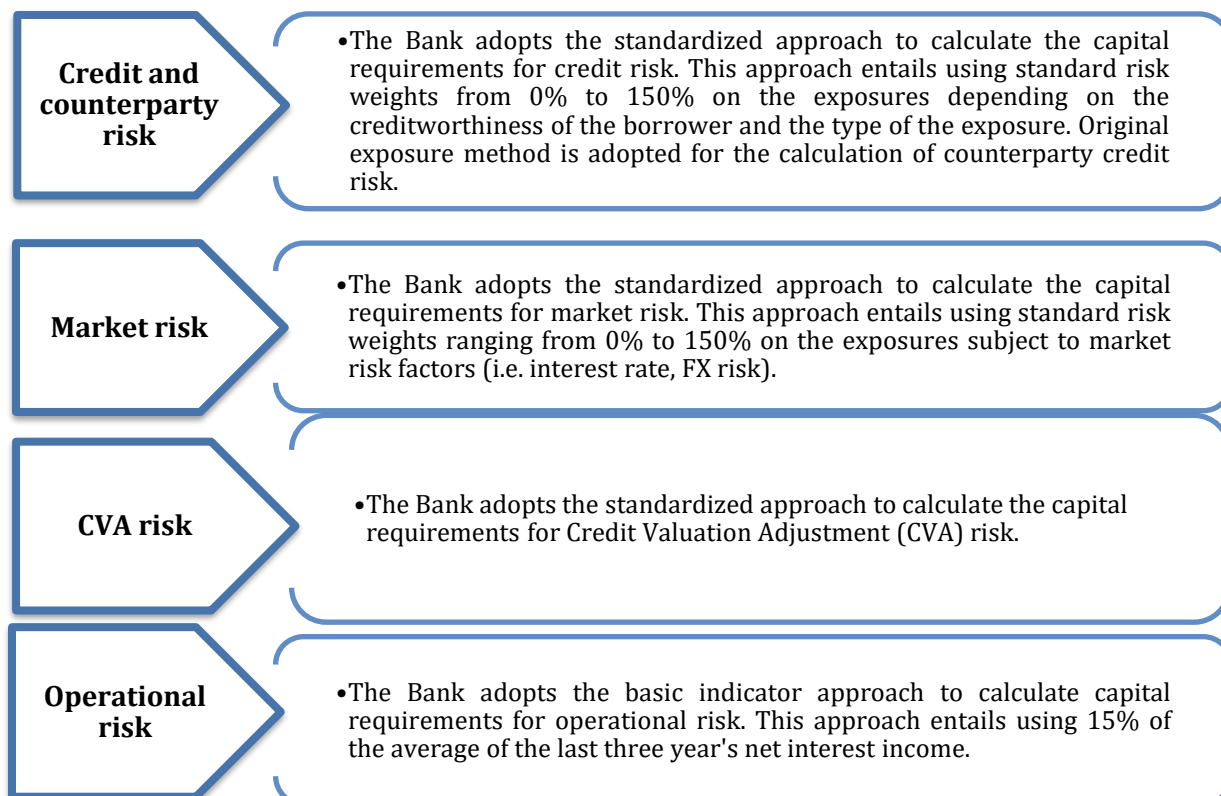 Credit and
counterparty
risk
•The Bank adopts the standardized approach to calculate the capital
requirements for credit risk. This approach entails using standard risk
weights from 0% to 150% on the exposures depending on the
creditworthiness of the borrower and the type of the exposure. Original
exposure method is adopted for the calculation of counterparty credit
risk.
Market risk
•The Bank adopts the standardized approach to calculate the capital
requirements for market risk. This approach entails using standard risk
weights ranging from 0% to 150% on the exposures subject to market
risk factors (i.e. interest rate, FX risk).
CVA risk
•The Bank adopts the standardized approach to calculate the capital
requirements for Credit Valuation Adjustment (CVA) risk.
Operational
risk
•The Bank adopts the basic indicator approach to calculate capital
requirements for operational risk. This approach entails using 15% of
the average of the last three year's net interest income.